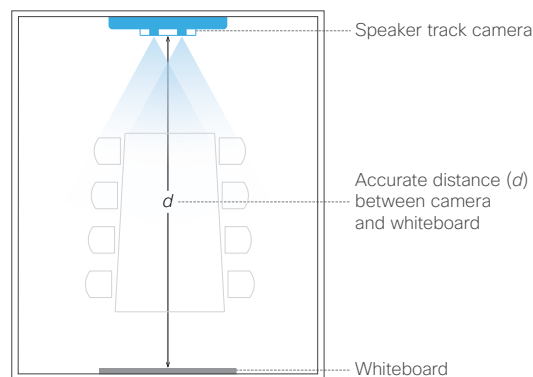 Speaker track camera
d
Accurate distance (d)
between camera
and whiteboard
Whiteboard